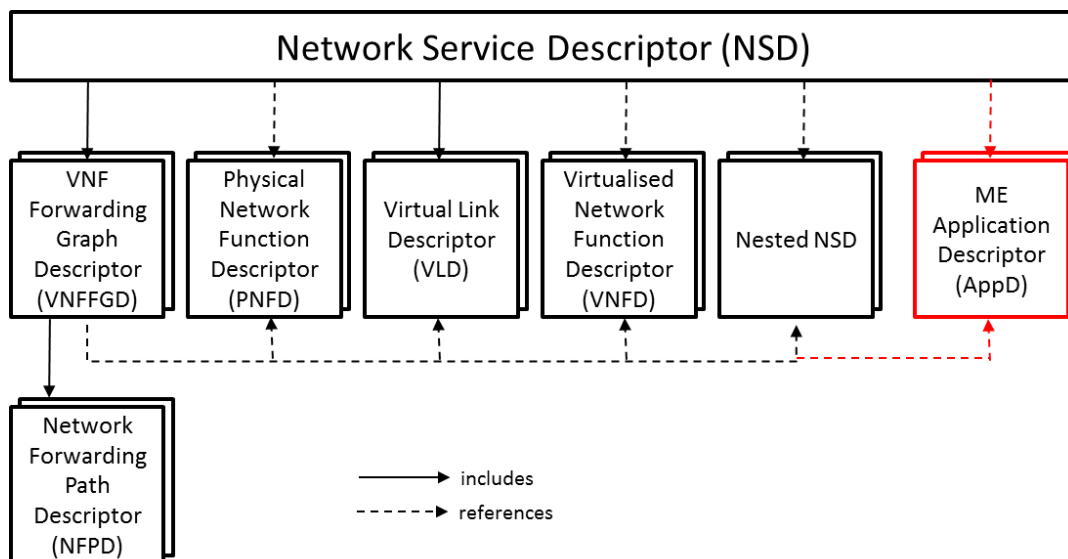 Network Service Descriptor (NSD)
VNF
Forwarding
Graph
Descriptor
(VNFFGD)
Physical
Network
Function
Descriptor
(PNFD)
Virtual Link
Descriptor
(VLD)
Virtualised
Network
Function
Descriptor
(VNFD)
Nested NSD
ME
Application
Descriptor
(AppD)
Network
Forwarding
Path
Descriptor
(NFPD)
includes
references